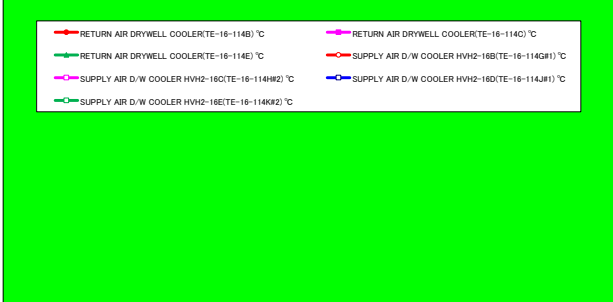 RETURN AIR DRYWELL COOLER(TE-16-114B) ℃
RETURN AIR DRYWELL COOLER(TE-16-114C) ℃
RETURN AIR DRYWELL COOLER(TE-16-114E) ℃
SUPPLY AIR D/W COOLER HVH2-16B(TE-16-114G#1) ℃
SUPPLY AIR D/W COOLER HVH2-16C(TE-16-114H#2) ℃
SUPPLY AIR D/W COOLER HVH2-16D(TE-16-114J#1) ℃
SUPPLY AIR D/W COOLER HVH2-16E(TE-16-114K#2) ℃